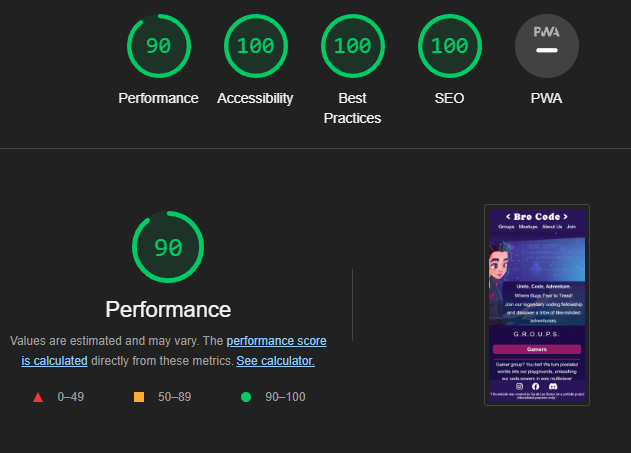 90
100
100
100
PWA
Performance
Accessibility
Best
Practices
SEO
PWA
90
Performance
Values are estimated and may vary. The performance score
is calculated directly from these metrics. See calculator.
0–49
50–89
90–100
< Bro Code >
Groups Meetups About Us Join
Unite, Code, Adventure.
Where Bugs Fear to Tread!
Join our legendary coding fellowship
and discover a tribe of like-minded
adventurers.
G.R.O.U.P.S.
Gamers
Gamer group? You bet! We turn pixelated
worlds into our playgrounds, unleashing
our code powers in epic multiplayer